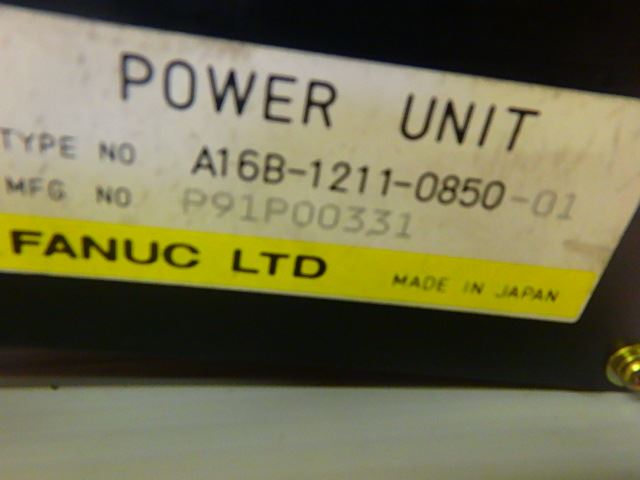 POWER UNIT
TYPE NO A16B-1211-0850-01
MFG NO P91P00331
FANUC LTD MADE IN JAPAN